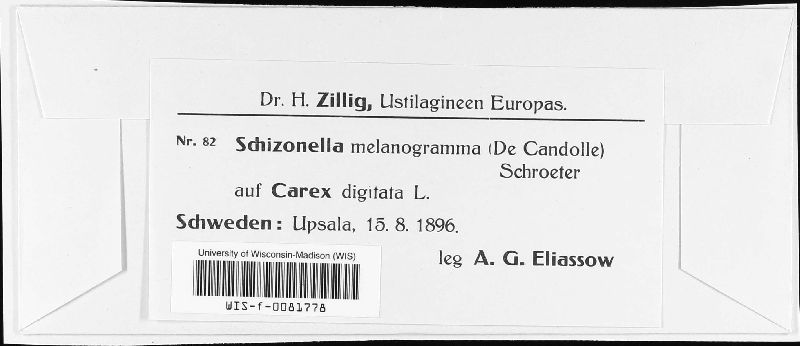 Dr. H. Zillig, Ustilagineen Europas.
Nr. 82 Schizonella melanogramma (De Candolle)
Schroeter
auf Carex digitata L.
Schweden: Upsala, 15. 8. 1896.
leg A. G. Eliassow
University of Wisconsin-Madison (WIS)
WIS-f-0081778